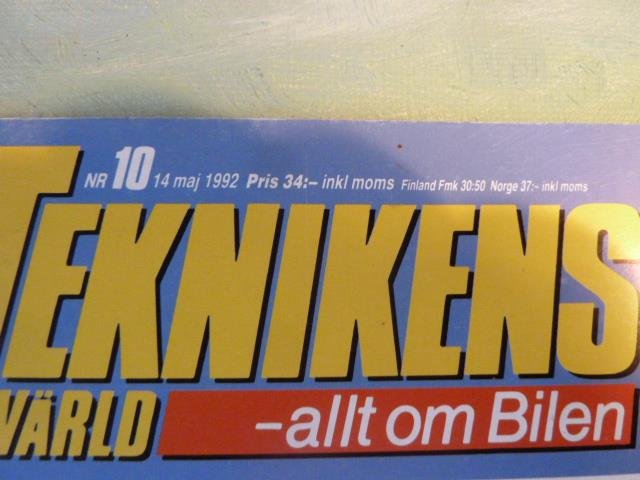 NR 10 14 maj 1992 Pris 34:– inkl moms Finland Fmk 30:50 Norge 37:- inkl moms
TEKNIKENS
VÄRLD –allt om Bilen